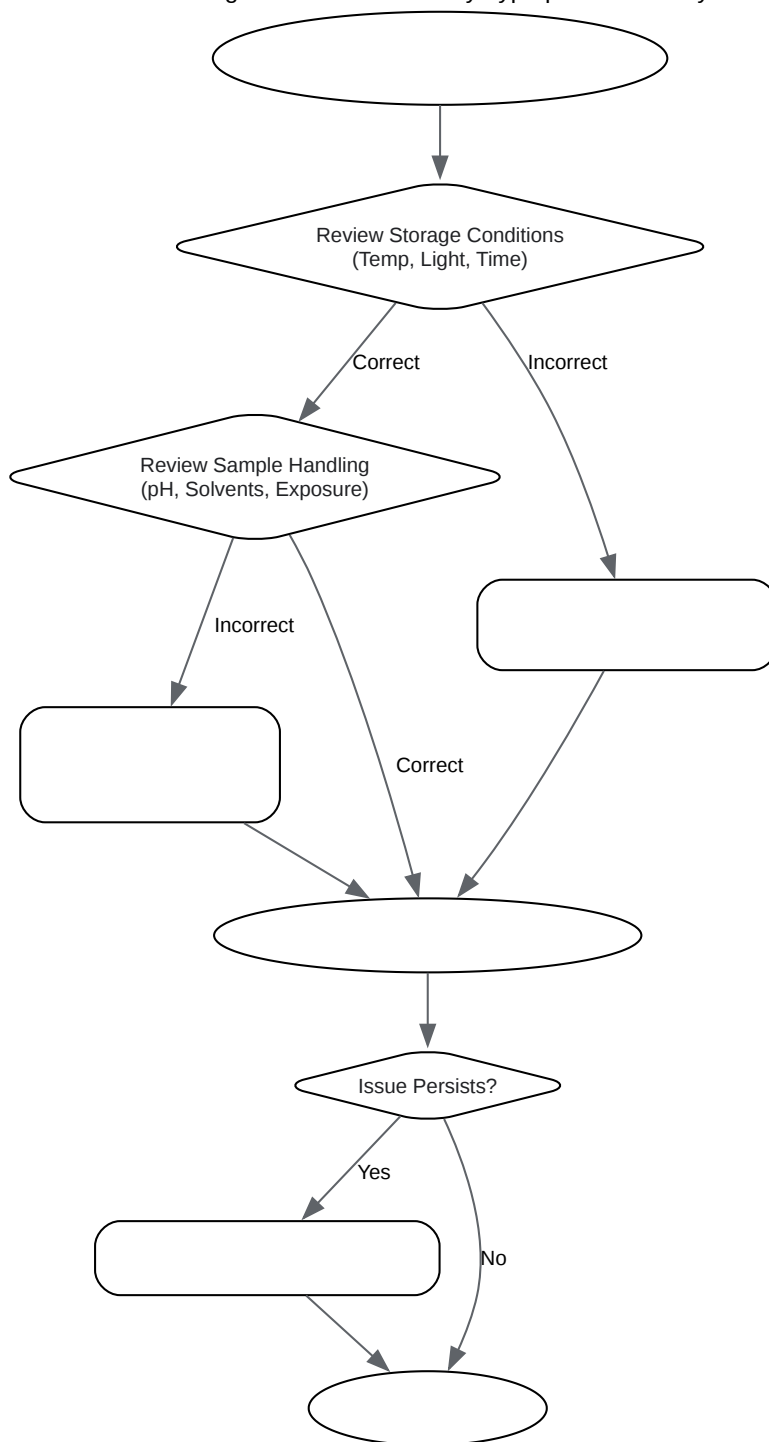 Review Storage Conditions
(Temp, Light, Time)
Correct
Incorrect
Review Sample Handling
(pH, Solvents, Exposure)
Incorrect
Correct
Issue Persists?
Yes
No